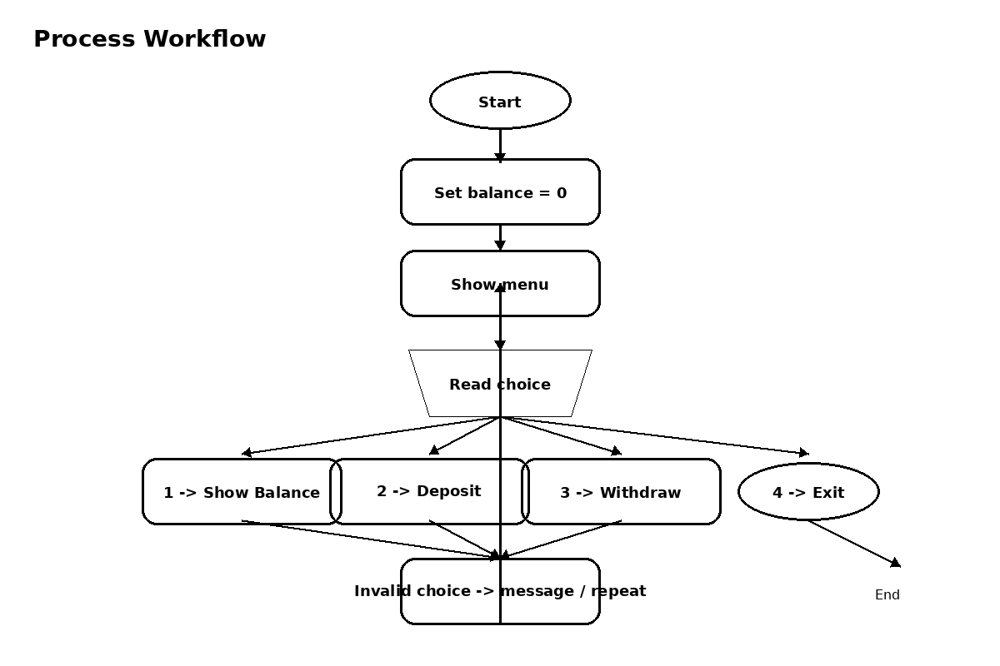 Process Workflow
Start
Set balance = 0
Show menu
Read choice
1 -> Show Balance
2 -> Deposit
3 -> Withdraw
4 -> Exit
Invalid choice -> message / repeat
End